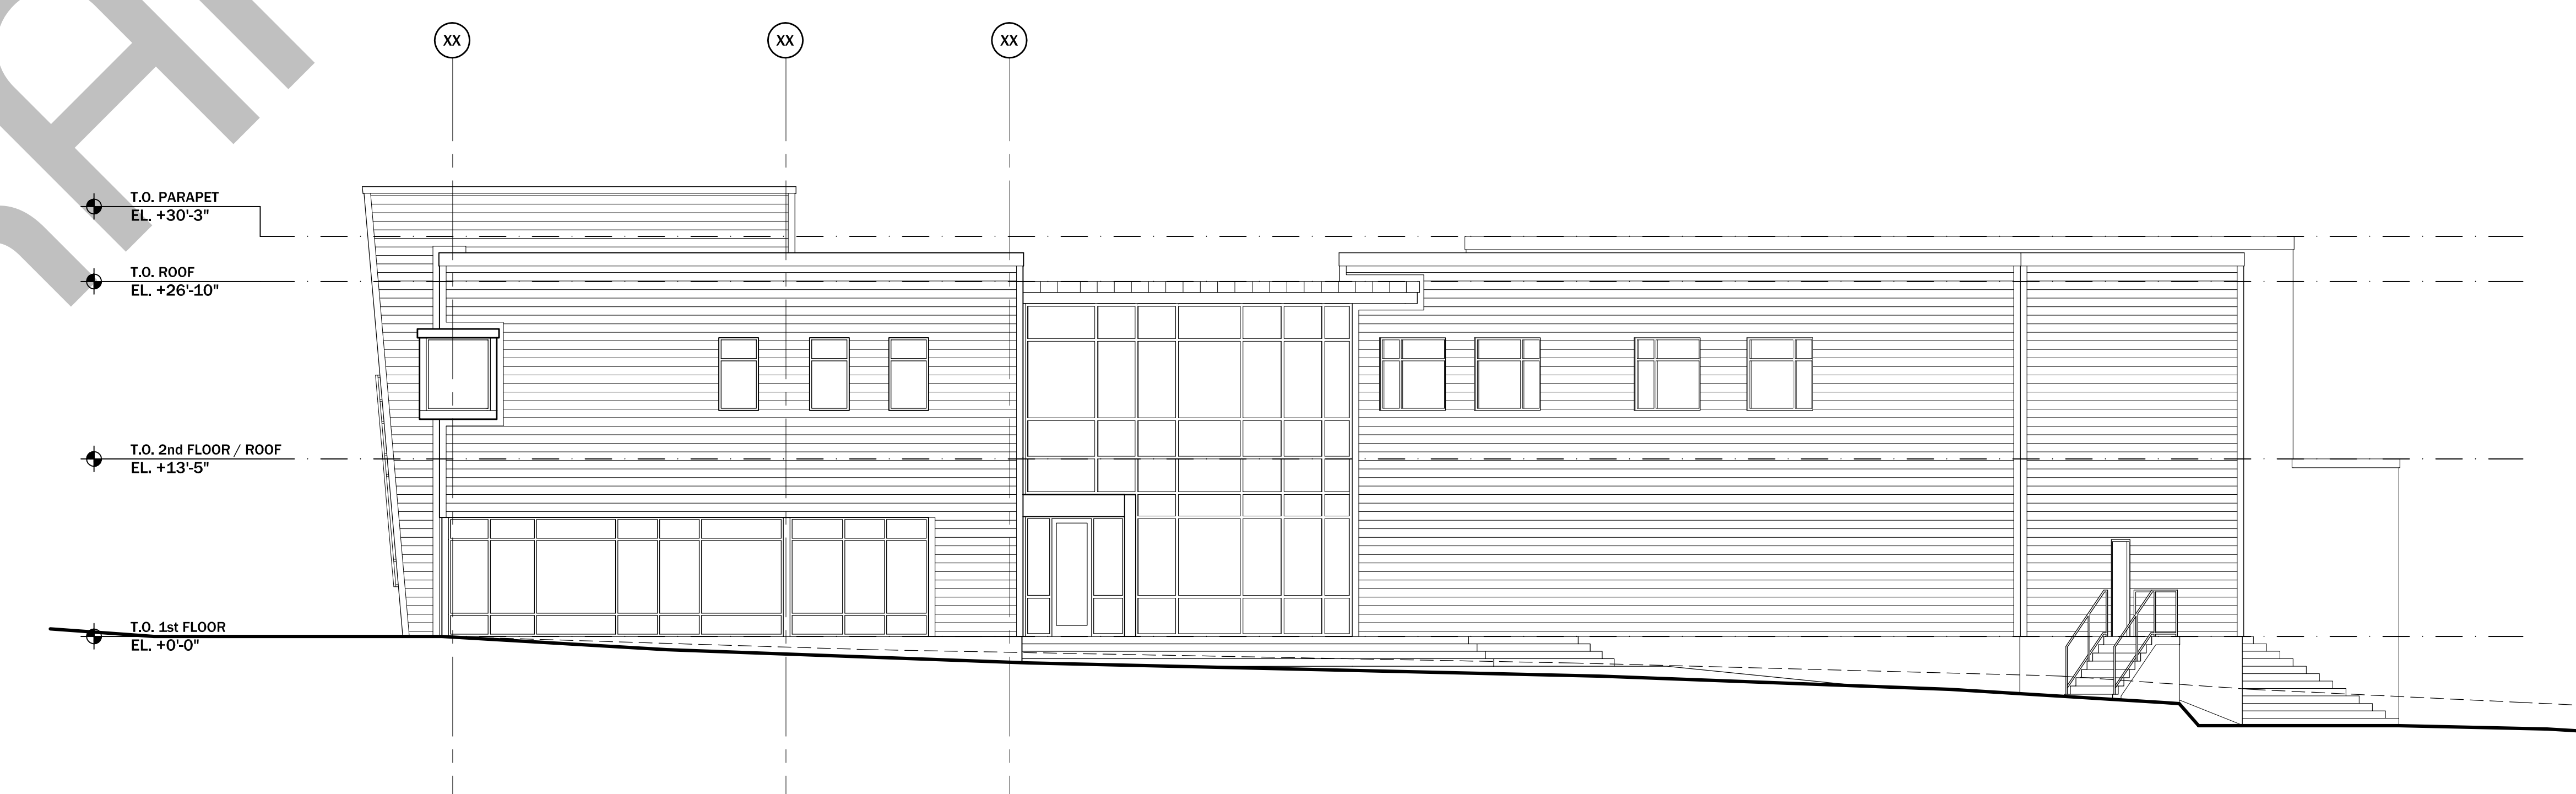 XX XX XX
T.O. PARAPET
EL. +30'-3"
T.O. ROOF
EL. +26'-10"
T.O. 2nd FLOOR / ROOF
EL. +13'-5"
T.O. 1st FLOOR
EL. +0'-0"